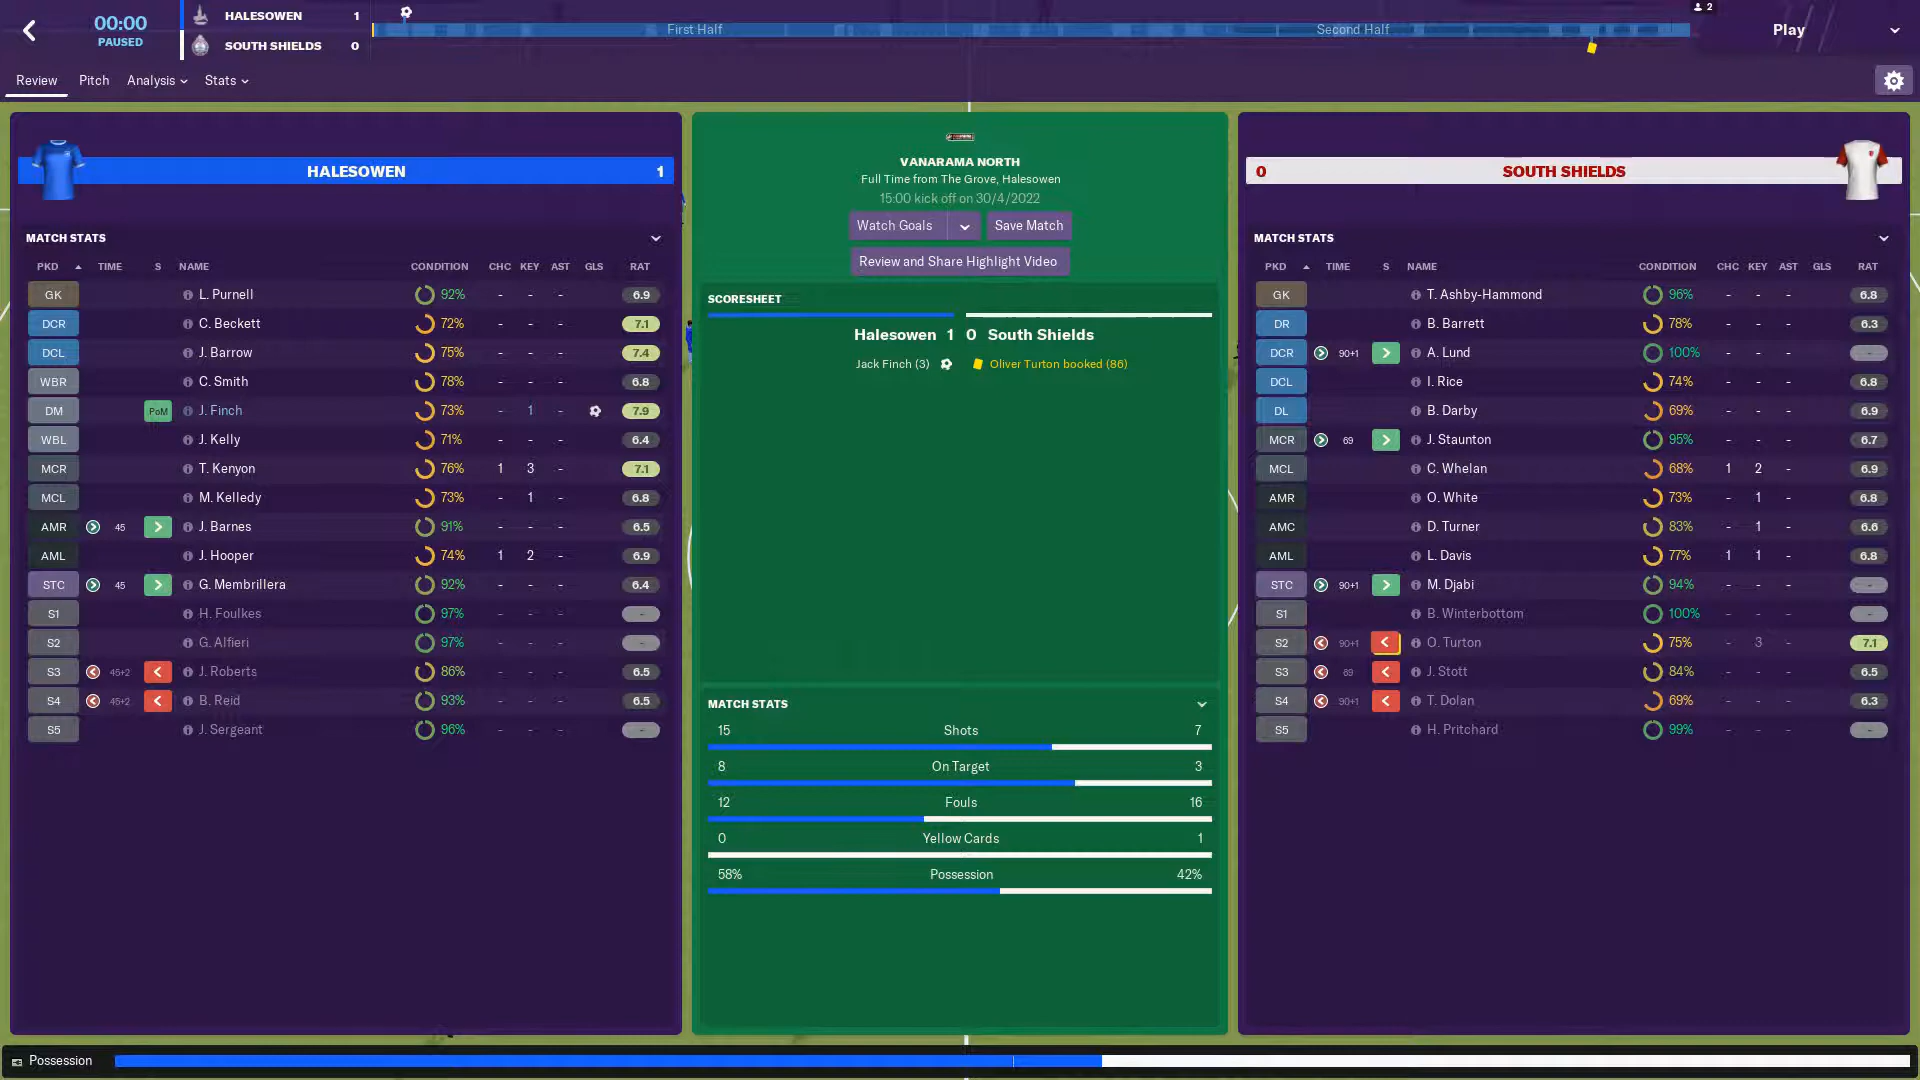 00:00
PAUSED
HALESOWEN 1
SOUTH SHIELDS 0
First Half
Second Half
2
Play
Review Pitch Analysis Stats
HALESOWEN 1
MATCH STATS
PKD TIME S NAME CONDITION CHC KEY AST GLS RAT
GK L. Purnell 92% - - - 6.9
DCR C. Beckett 72% - - - 7.1
DCL J. Barrow 75% - - - 7.4
WBR C. Smith 78% - - - 6.8
DM PoM J. Finch 73% - 1 - 7.9
WBL J. Kelly 71% - - - 6.4
MCR T. Kenyon 76% 1 3 - 7.1
MCL M. Kelledy 73% - 1 - 6.8
AMR 45 J. Barnes 91% - - - 6.5
AML J. Hooper 74% 1 2 - 6.9
STC 45 G. Membrillera 92% - - - 6.4
S1 H. Foulkes 97% - - - -
S2 G. Alfieri 97% - - - -
S3 45+2 J. Roberts 86% - - - 6.5
S4 45+2 B. Reid 93% - - - 6.5
S5 J. Sergeant 96% - - - -
VANARAMA NORTH
Full Time from The Grove, Halesowen
15:00 kick off on 30/4/2022
Watch Goals Save Match
Review and Share Highlight Video
SCORESHEET
Halesowen 1 0 South Shields
Jack Finch (3) Oliver Turton booked (86)
MATCH STATS
15 Shots 7
8 On Target 3
12 Fouls 16
0 Yellow Cards 1
58% Possession 42%
0 SOUTH SHIELDS
MATCH STATS
PKD TIME S NAME CONDITION CHC KEY AST GLS RAT
GK T. Ashby-Hammond 96% - - - 6.8
DR B. Barrett 78% - - - 6.3
DCR 90+1 A. Lund 100% - - - -
DCL I. Rice 74% - - - 6.8
DL B. Darby 69% - - - 6.9
MCR 69 J. Staunton 95% - - - 6.7
MCL C. Whelan 68% 1 2 - 6.9
AMR O. White 73% - 1 - 6.8
AMC D. Turner 83% - 1 - 6.6
AML L. Davis 77% 1 1 - 6.8
STC 90+1 M. Djabi 94% - - - -
S1 B. Winterbottom 100% - - - -
S2 90+1 O. Turton 75% - 3 - 7.1
S3 69 J. Stott 84% - - - 6.5
S4 90+1 T. Dolan 69% - - - 6.3
S5 H. Pritchard 99% - - - -
Possession